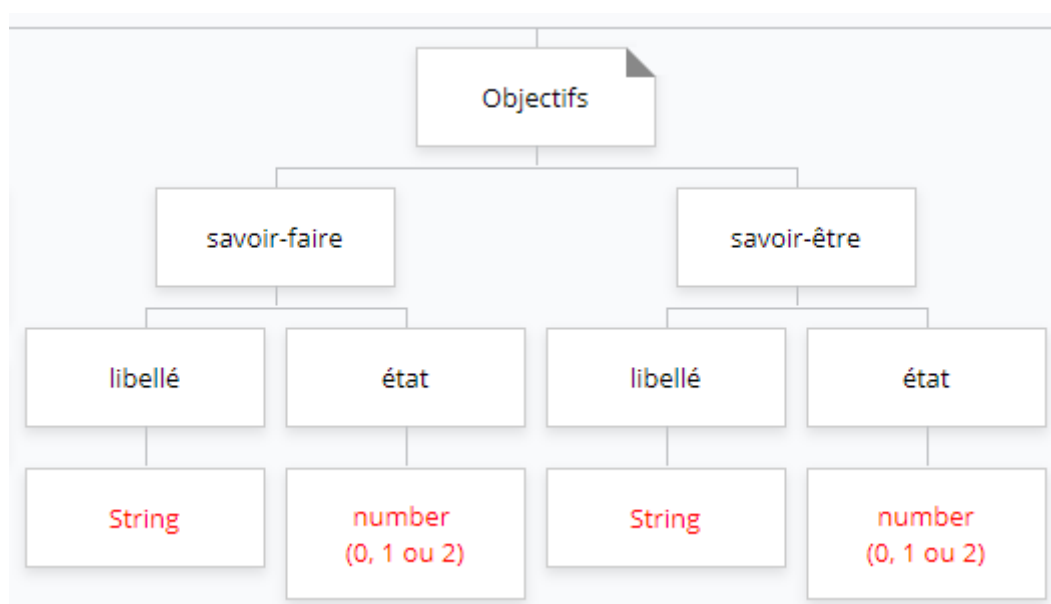 Objectifs
savoir-faire
savoir-être
libellé
état
libellé
état
String
number
(0, 1 ou 2)
String
number
(0, 1 ou 2)